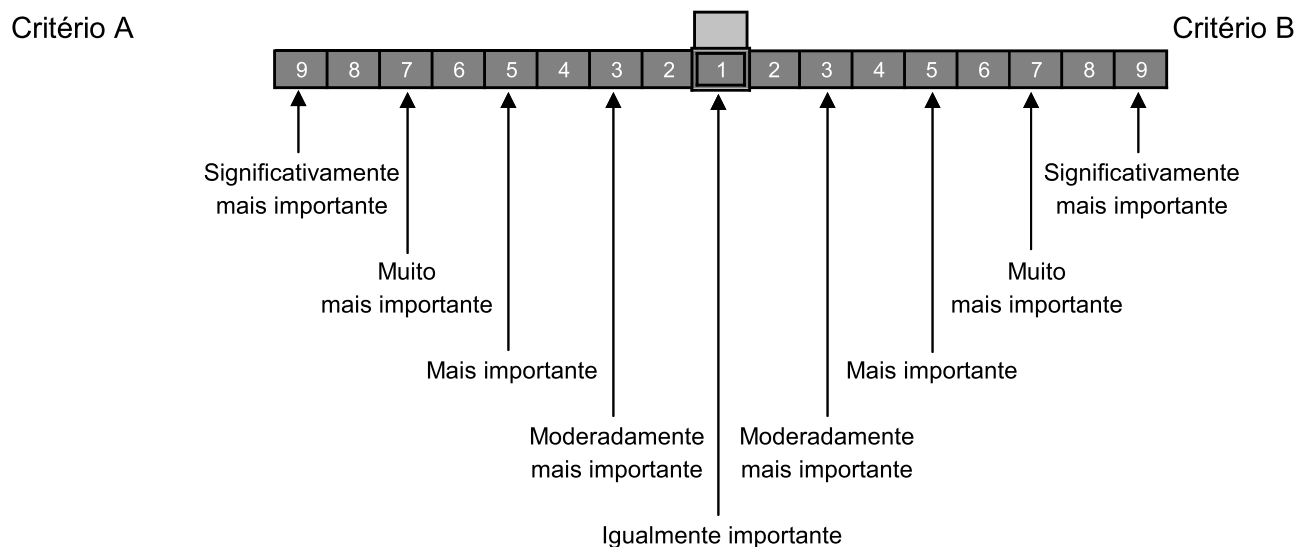 Critério A
Critério B
9 8 7 6 5 4 3 2 1 2 3 4 5 6 7 8 9
Significativamente
mais importante
Significativamente
mais importante
Muito
mais importante
Muito
mais importante
Mais importante
Mais importante
Moderadamente
mais importante
Moderadamente
mais importante
Igualmente importante